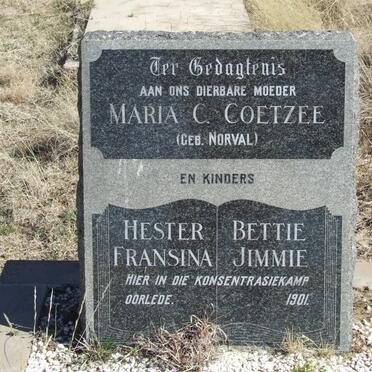 Ter Gedagtenis
AAN ONS DIERBARE MOEDER
MARIA C. COETZEE
(GEB. NORVAL)
EN KINDERS
HESTER BETTIE
FRANSINA JIMMIE
HIER IN DIE KONSENTRASIEKAMP
OORLEDE. 1901.